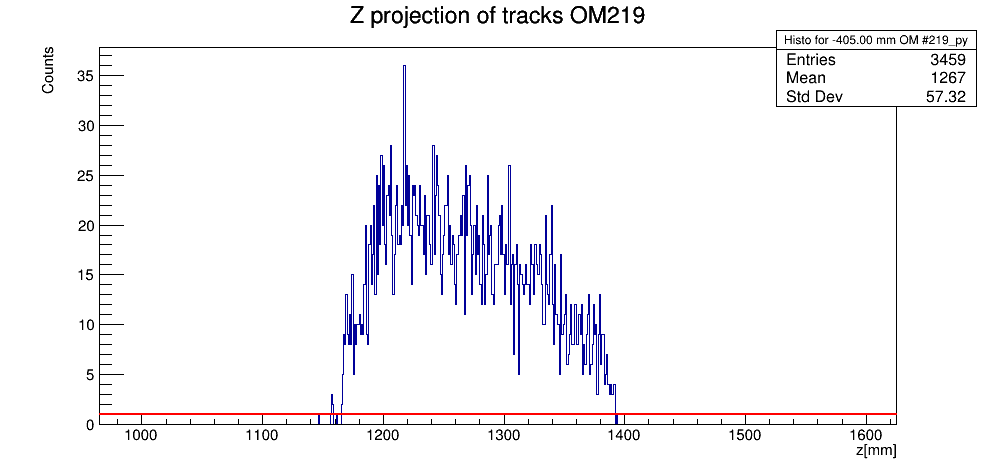 Z projection of tracks OM219
Histo for -405.00 mm OM #219_py
Entries 3459
Mean 1267
Std Dev 57.32
Counts
35
30
25
20
15
10
5
0
1000 1100 1200 1300 1400 1500 1600
z[mm]